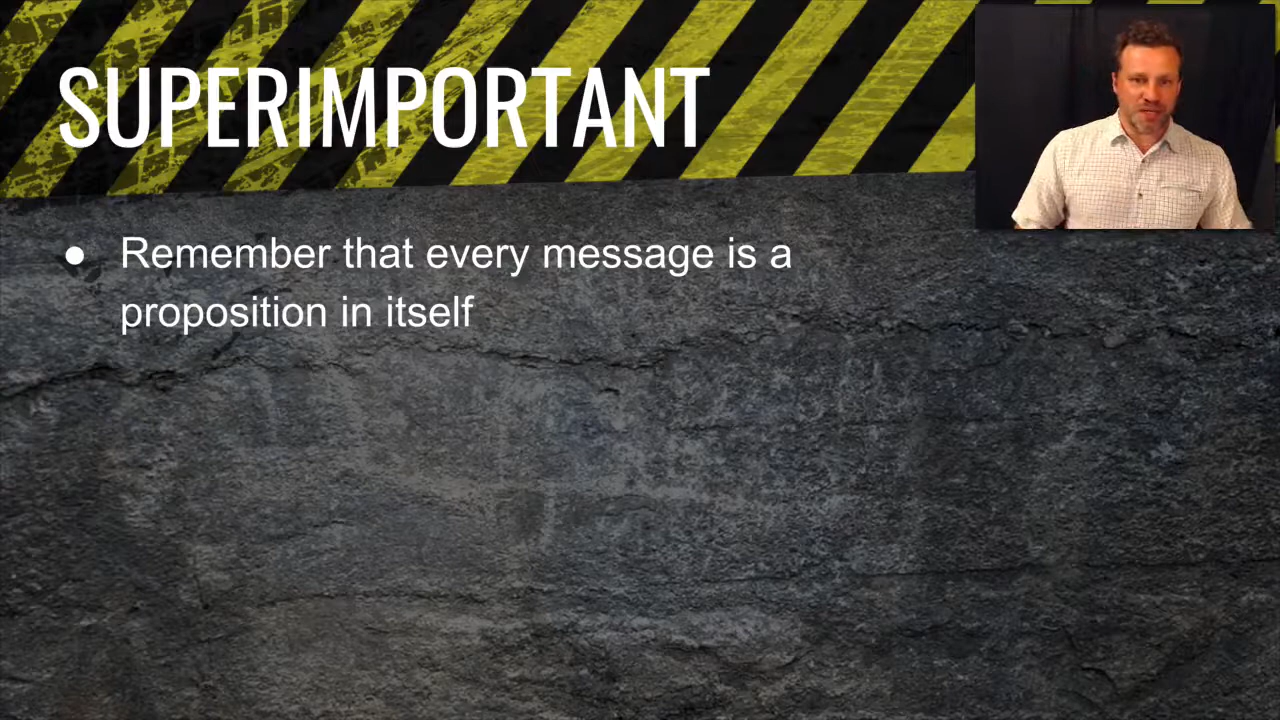 SUPERIMPORTANT
● Remember that every message is a
proposition in itself